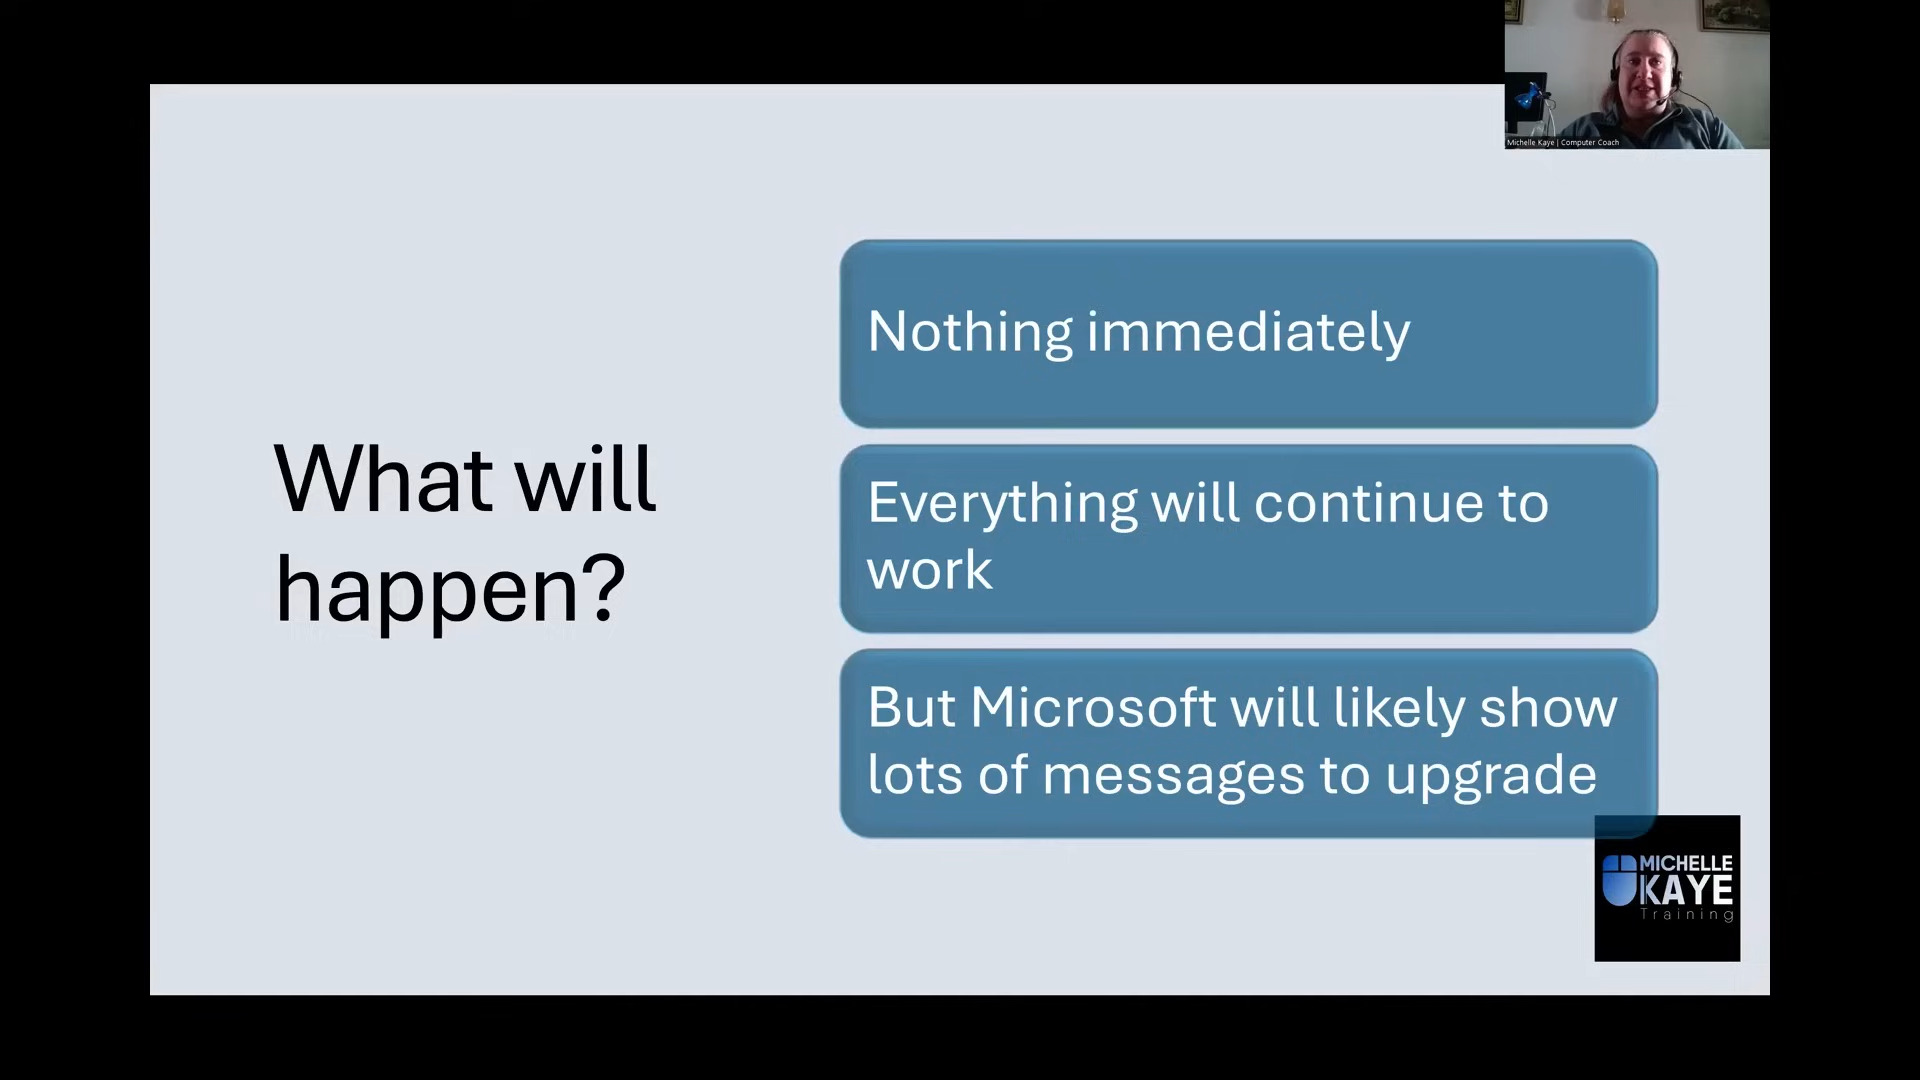 Michelle Kaye | Computer Coach
What will
happen?
Nothing immediately
Everything will continue to
work
But Microsoft will likely show
lots of messages to upgrade
MICHELLE
KAYE
Training